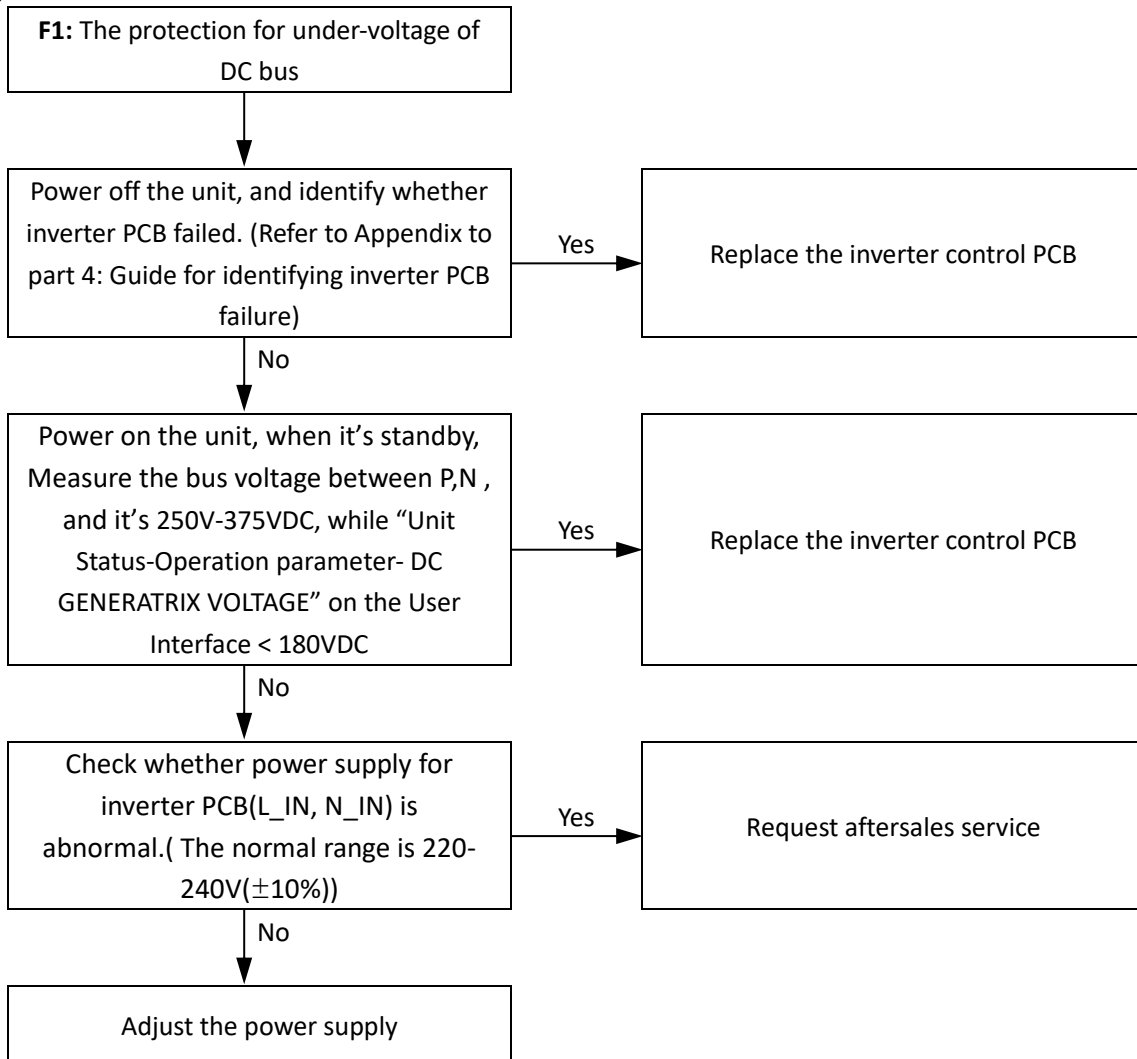 F1: The protection for under-voltage of
DC bus
Power off the unit, and identify whether
inverter PCB failed. (Refer to Appendix to
part 4: Guide for identifying inverter PCB
failure)
Yes
Replace the inverter control PCB
No
Power on the unit, when it’s standby,
Measure the bus voltage between P,N ,
and it’s 250V-375VDC, while “Unit
Status-Operation parameter- DC
GENERATRIX VOLTAGE” on the User
Interface < 180VDC
Yes
Replace the inverter control PCB
No
Check whether power supply for
inverter PCB(L_IN, N_IN) is
abnormal.( The normal range is 220-
240V(±10%))
Yes
Request aftersales service
No
Adjust the power supply